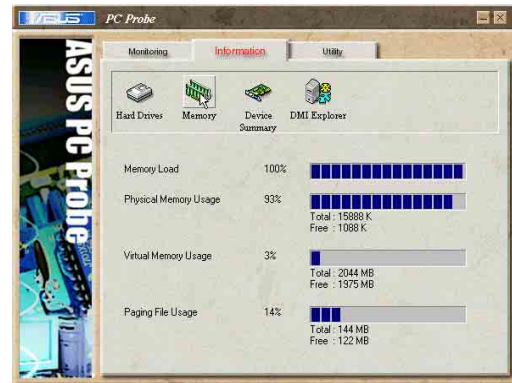 ASUS PC Probe
ASUS PC Probe
Monitoring Information Utility
Hard Drives Memory Device Summary DMI Explorer
Memory Load 100%
Physical Memory Usage 93%
Total : 15888 K
Free : 1088 K
Virtual Memory Usage 3%
Total : 2044 MB
Free : 1975 MB
Paging File Usage 14%
Total : 144 MB
Free : 122 MB